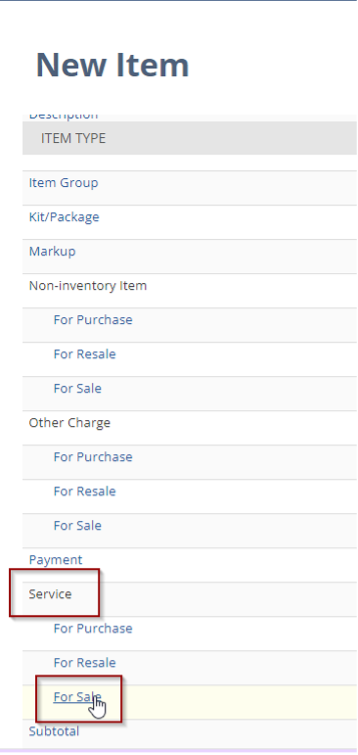 New Item
Description
ITEM TYPE
Item Group
Kit/Package
Markup
Non-inventory Item
For Purchase
For Resale
For Sale
Other Charge
For Purchase
For Resale
For Sale
Payment
Service
For Purchase
For Resale
For Sale
Subtotal